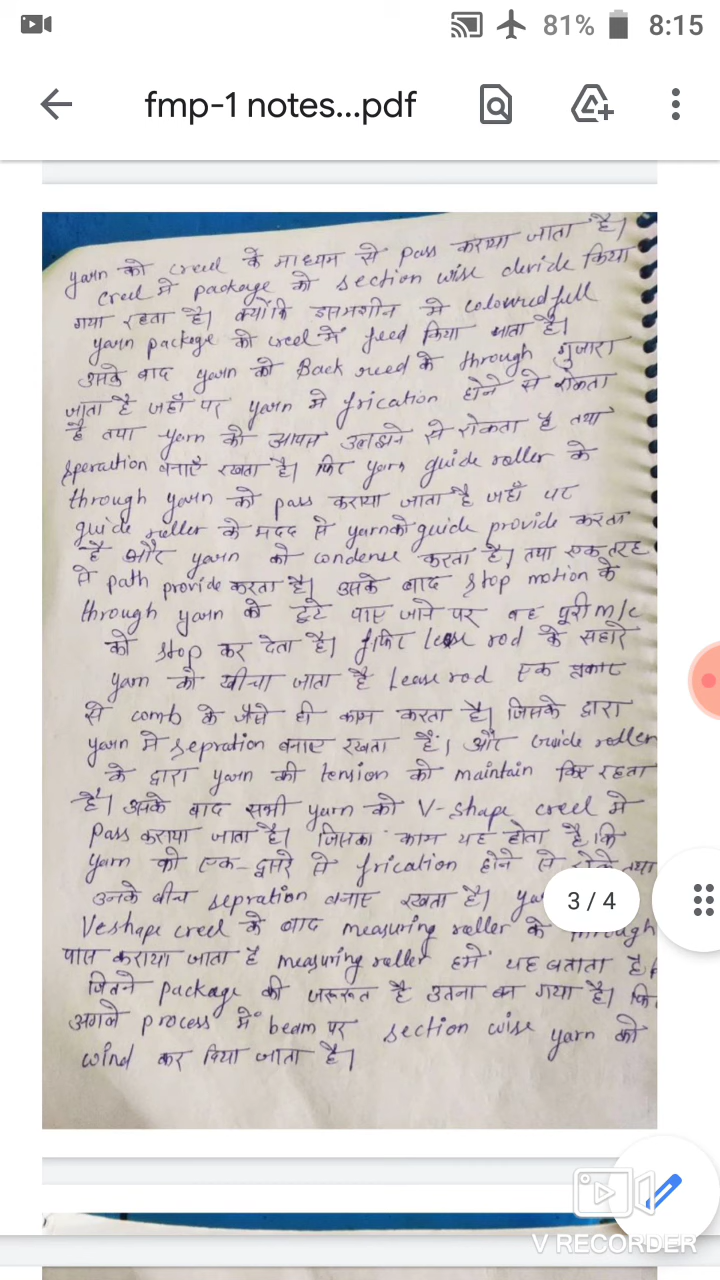 81% 8:15
fmp-1 notes...pdf
yarn को creel के माध्यम से pass कराया जाता है।
creel मे package को section wise devide किया
गया रहता है। क्योंकि इसमशीन मे colouredfull
yarn package को creel में feed किया जाता है।
उसके बाद yarn को Back reed के through गुजारा
जाता है जहाँ पर yarn मे frication होने से रोकता
है तथा yarn को आपस उलझने से रोकता है तथा
speration बनाएँ रखता है। फिर yarn guide roller के
through yarn को pass कराया जाता है जहाँ पर
guide roller के मदद से yarnको guide provide करता
है और yarn को condense करता है। तथा एक तरह
से path provide करता है। उसके बाद stop motion के
through yarn के टूटे पाए जाने पर वह पूरी m/c
को stop कर देता है। फिर lease rod के सहारे
yarn को खीचा जाता है Lease rod एक प्रकार
से comb के जैसे ही काम करता है। जिसके द्वारा
yarn मे sepration बनाए रखता है। और Guide roller
के द्वारा yarn की tension को maintain किए रहता
है। उसके बाद सभी yarn को V-shape creel मे
pass कराया जाता है। जिसका काम यह होता है कि
yarn को एक-दूसरे से frication होने से रोके तथा
उनके बीच sepration बनाए रखता है।
3 / 4
Veshape creel के बाद measuring roller के through
पास कराया जाता है measuring roller हमें यह बताता है,
जितने package की जरूरत है उतना बन गया है।
अगले process में beam पर section wise yarn को
wind कर दिया जाता है।
V RECORDER